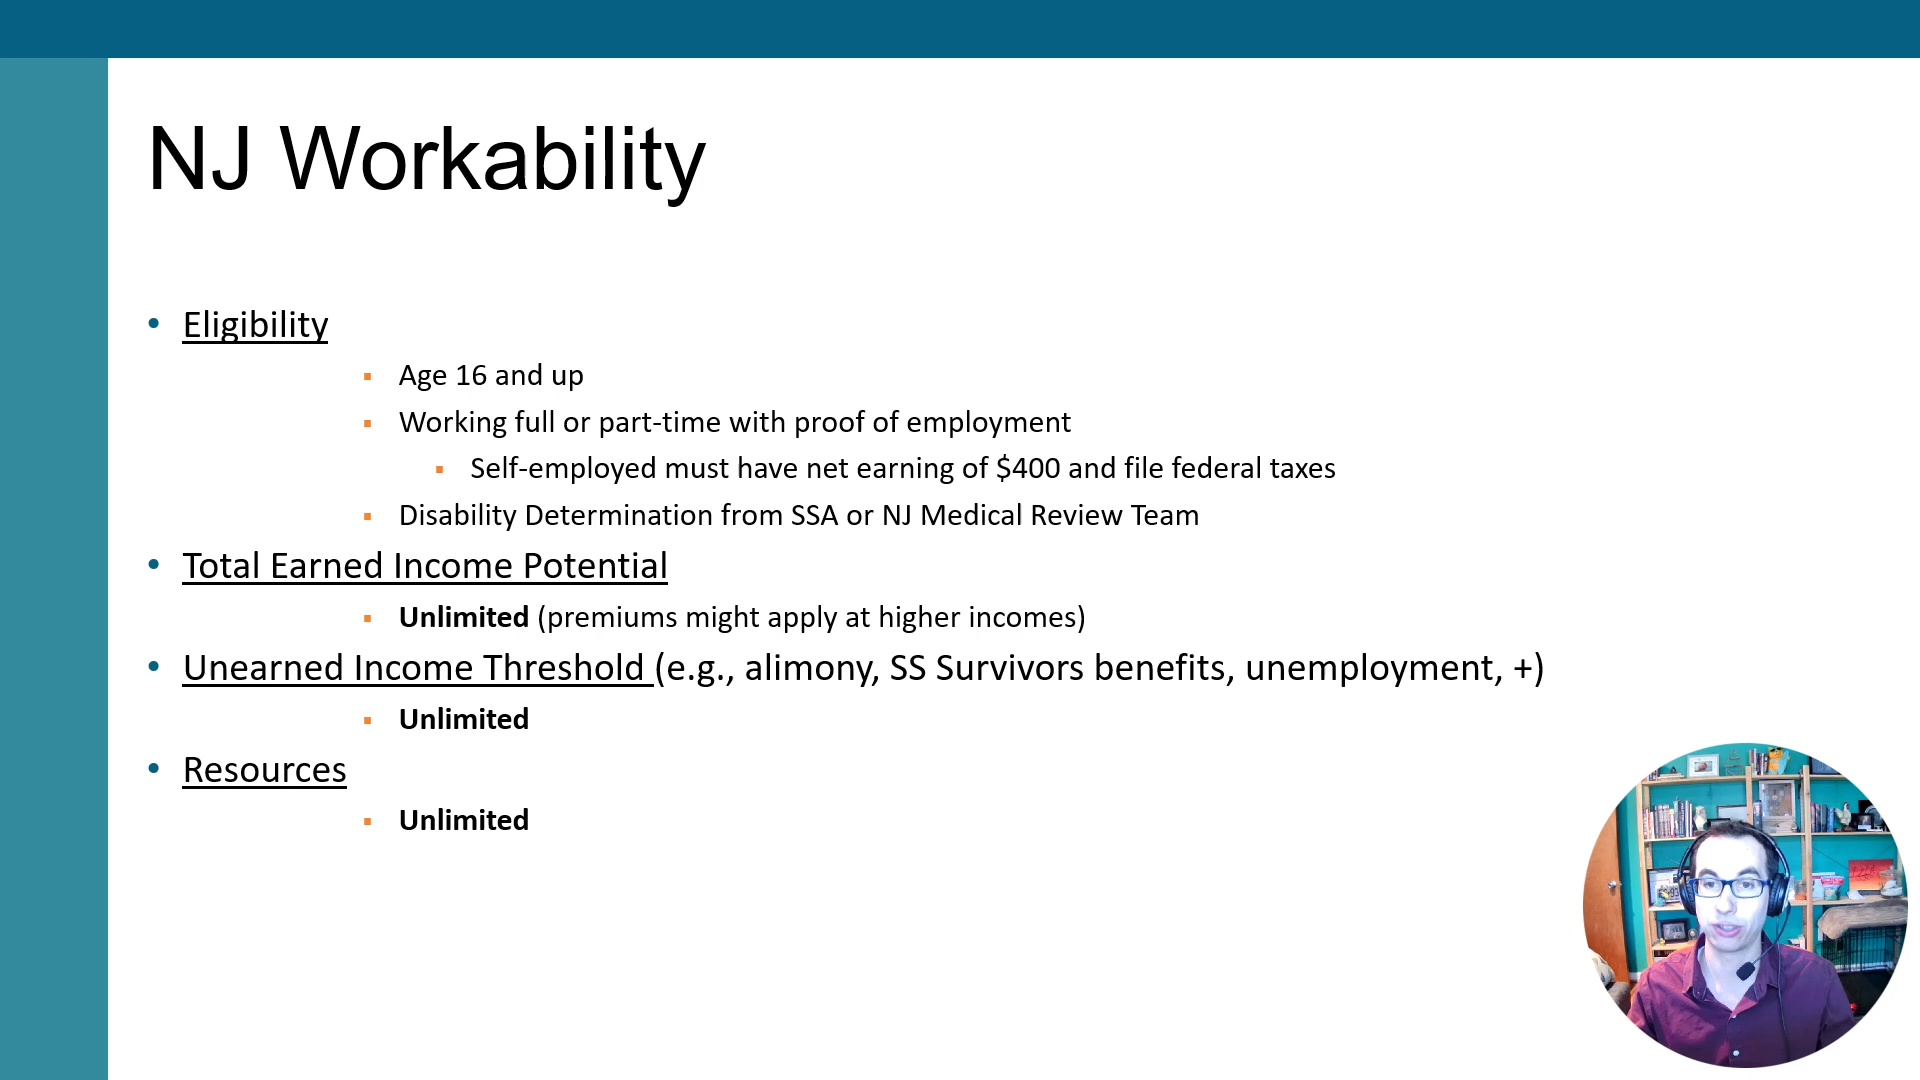 NJ Workability
• Eligibility
▪ Age 16 and up
▪ Working full or part-time with proof of employment
▪ Self-employed must have net earning of $400 and file federal taxes
▪ Disability Determination from SSA or NJ Medical Review Team
• Total Earned Income Potential
▪ Unlimited (premiums might apply at higher incomes)
• Unearned Income Threshold (e.g., alimony, SS Survivors benefits, unemployment, +)
▪ Unlimited
• Resources
▪ Unlimited